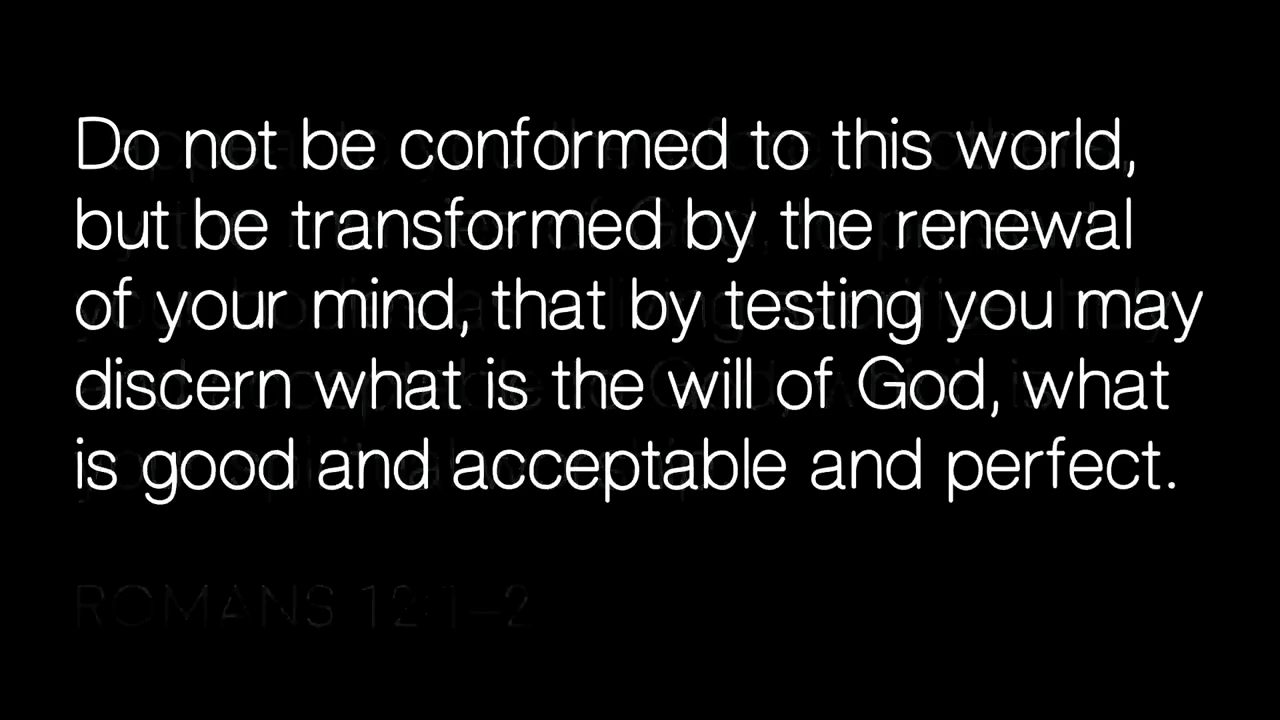 Do not be conformed to this world,
but be transformed by the renewal
of your mind, that by testing you may
discern what is the will of God, what
is good and acceptable and perfect.
ROMANS 12:1–2